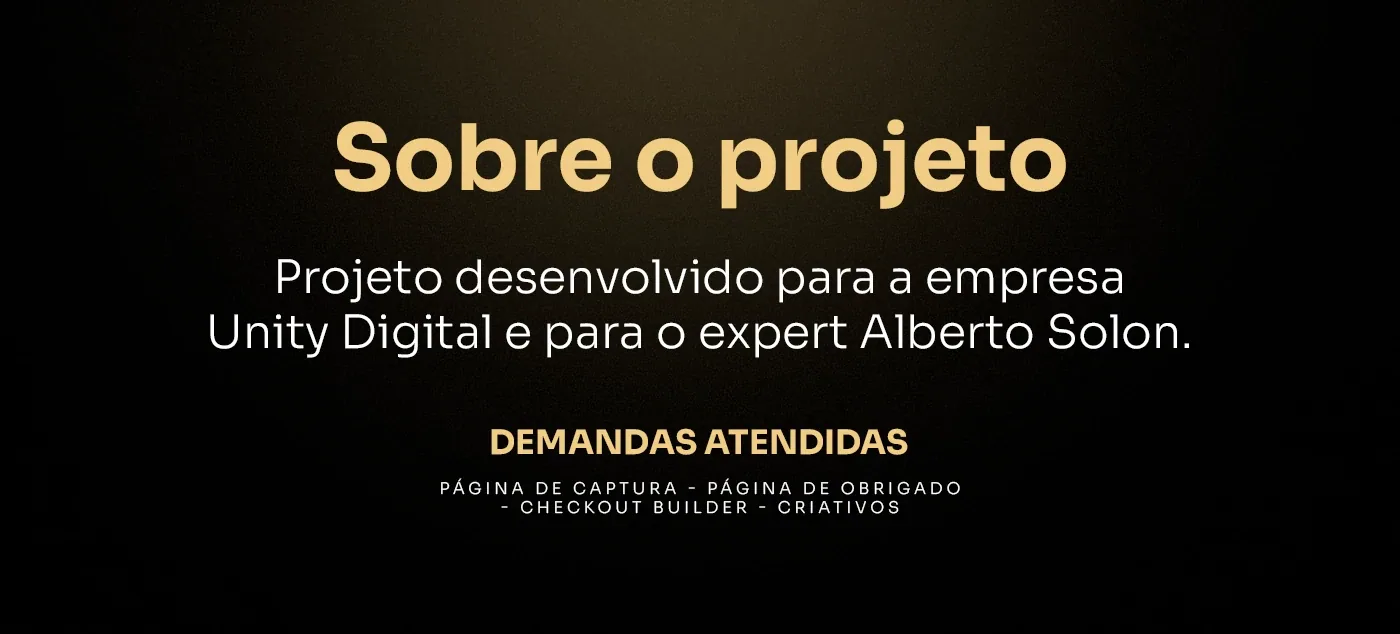 Sobre o projeto
Projeto desenvolvido para a empresa
Unity Digital e para o expert Alberto Solon.
DEMANDAS ATENDIDAS
PÁGINA DE CAPTURA - PÁGINA DE OBRIGADO
- CHECKOUT BUILDER - CRIATIVOS